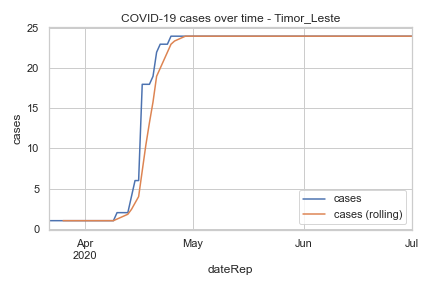 COVID-19 cases over time - Timor_Leste
cases
25
20
15
10
5
0
Apr
2020
May
Jun
Jul
dateRep
cases
cases (rolling)